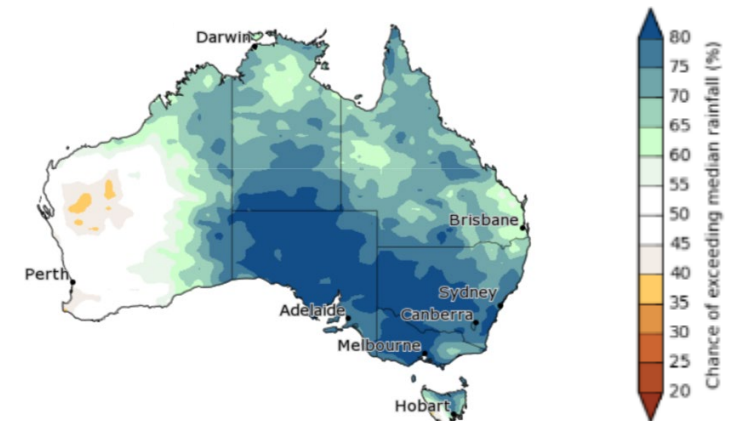 Darwin
Brisbane
Perth
Sydney
Adelaide
Canberra
Melbourne
Hobart
80
75
70
65
60
55
50
45
40
35
30
25
20
Chance of exceeding median rainfall (%)